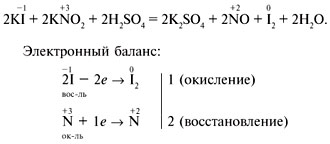 2KI + 2KNO₂ + 2H₂SO₄ = 2K₂SO₄ + 2NO + I₂ + 2H₂O.
−1 +3 +2 0
Электронный баланс:
−1 0
2I − 2e → I₂ | 1 (окисление)
вос-ль
+3 +2
N + 1e → N | 2 (восстановление)
ок-ль